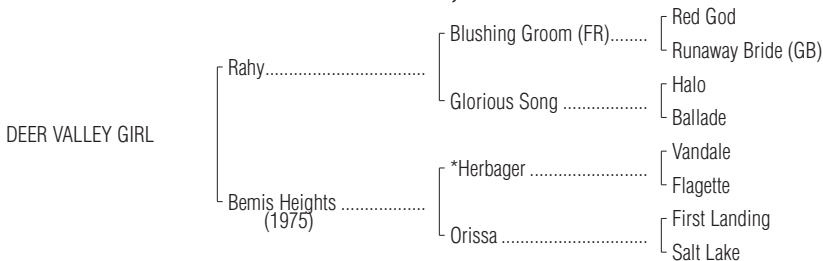 Red God
Blushing Groom (FR)........
Runaway Bride (GB)
Rahy.................................
Halo
Glorious Song .................
Ballade
DEER VALLEY GIRL
Vandale
*Herbager ........................
Flagette
Bemis Heights .................
(1975)
First Landing
Orissa ..............................
Salt Lake